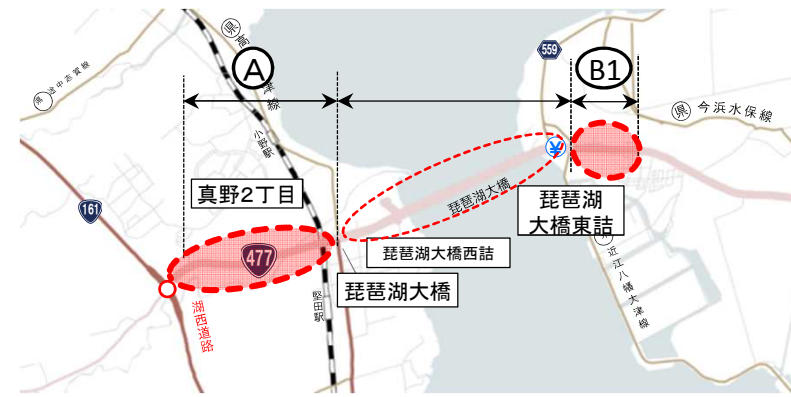 県
高
津
線
県
途中志賀線
A
559
B1
県
今浜水保線
小野駅
¥
真野2丁目
161
琵琶湖大橋
琵琶湖
大橋東詰
477
琵琶湖大橋西詰
琵琶湖大橋
近江八幡大津線
湖西道路
堅田駅